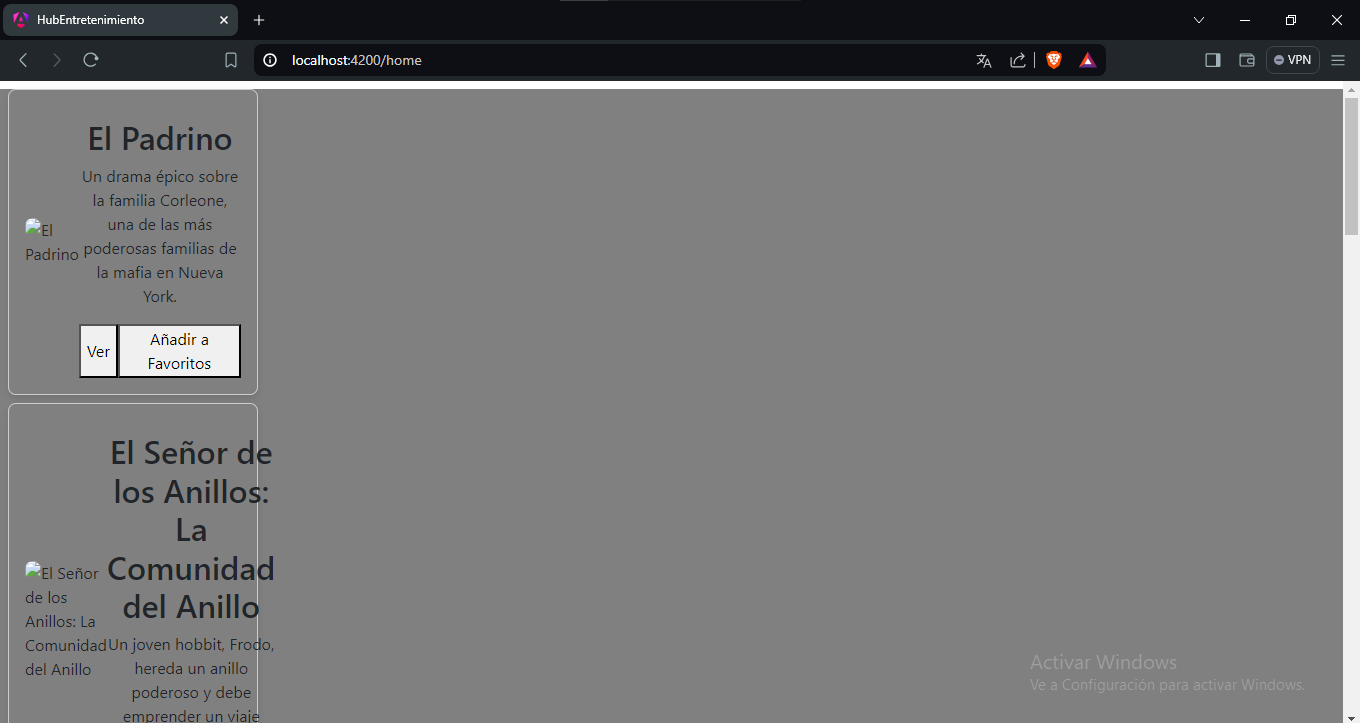 HubEntretenimiento
localhost:4200/home
VPN
El Padrino
Un drama épico sobre
la familia Corleone,
una de las más
poderosas familias de
la mafia en Nueva
York.
El
Padrino
Ver
Añadir a
Favoritos
El Señor de
los Anillos:
La
Comunidad
del Anillo
El Señor
de los
Anillos: La
Comunidad
del Anillo
Un joven hobbit, Frodo,
hereda un anillo
poderoso y debe
emprender un viaje
Activar Windows
Ve a Configuración para activar Windows.